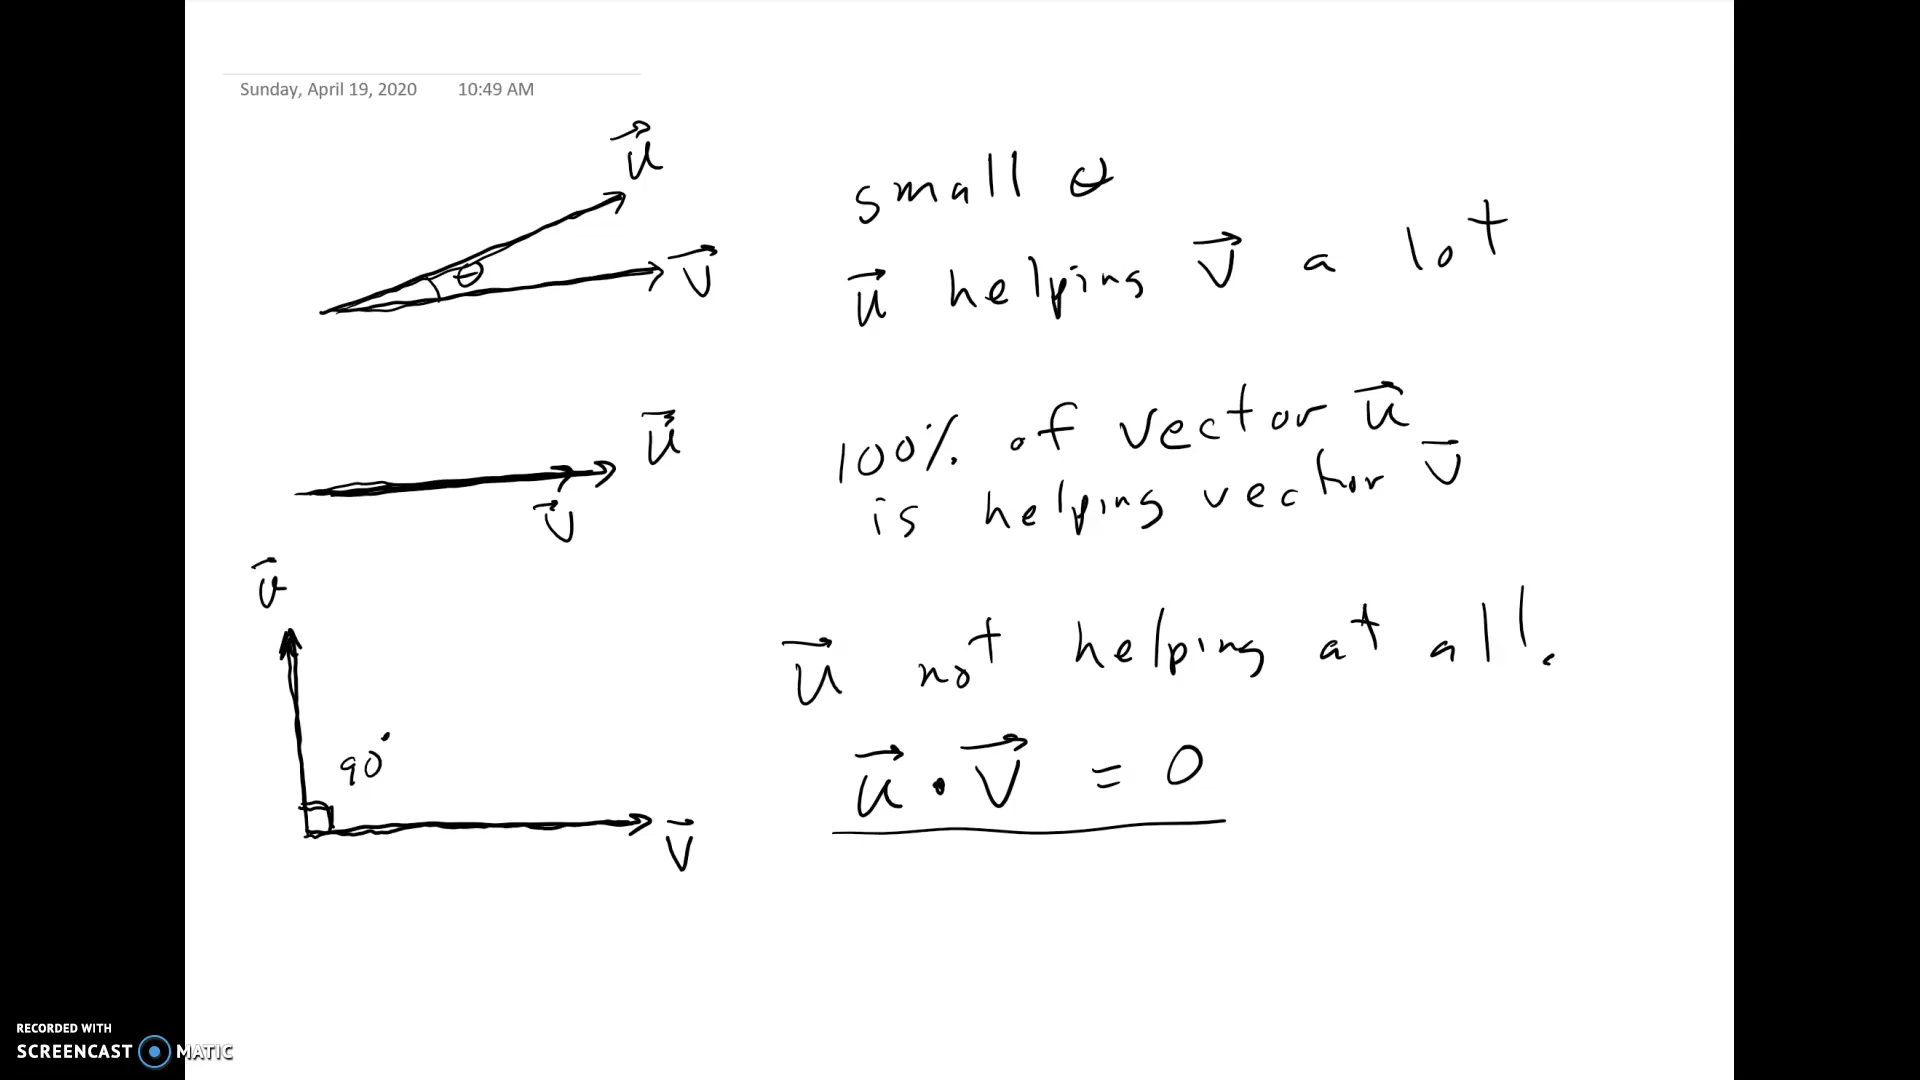 Sunday, April 19, 2020 10:49 AM
u⃗
θ
v⃗
small θ
u⃗ helping v⃗ a lot
u⃗
v⃗
100% of vector u⃗
is helping vector v⃗
u⃗
90°
v⃗
u⃗ not helping at all.
u⃗ · v⃗ = 0
RECORDED WITH
SCREENCAST MATIC